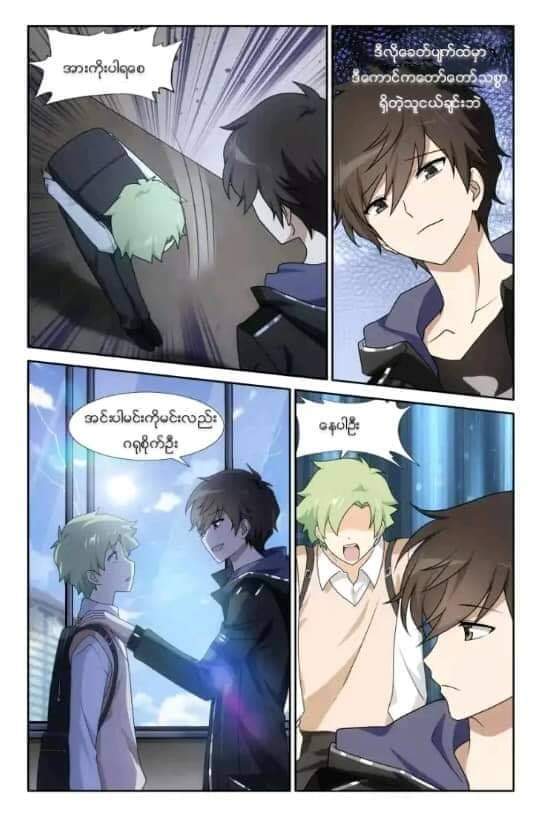 အားကိုးပါရစေ
ဒီလိုခေတ်ပျက်ထဲမှာ
ဒီကောင်ကတော်တော်သစ္စာ
ရှိတဲ့သူငယ်ချင်းဘဲ
အင်းပါမင်းကိုမင်းလည်း
ဂရုစိုက်ဦး
နေပါဦး